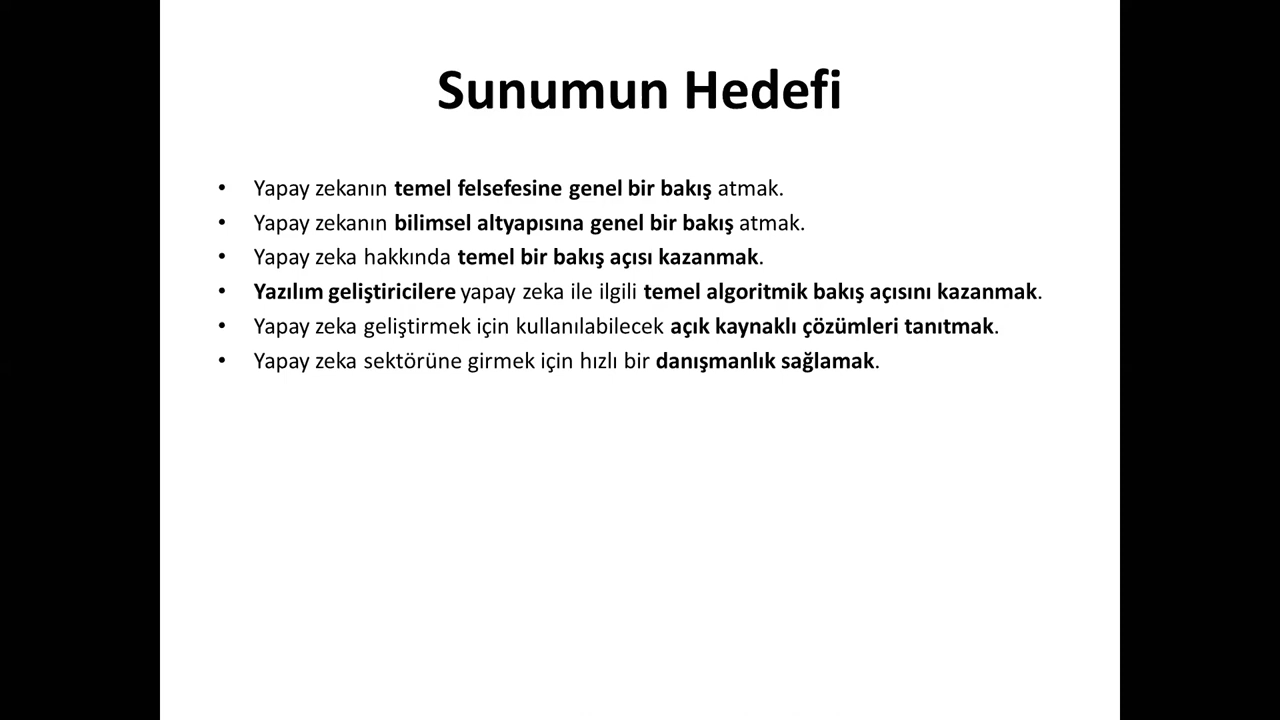 Sunumun Hedefi
• Yapay zekanın temel felsefesine genel bir bakış atmak.
• Yapay zekanın bilimsel altyapısına genel bir bakış atmak.
• Yapay zeka hakkında temel bir bakış açısı kazanmak.
• Yazılım geliştiricilere yapay zeka ile ilgili temel algoritmik bakış açısını kazanmak.
• Yapay zeka geliştirmek için kullanılabilecek açık kaynaklı çözümleri tanıtmak.
• Yapay zeka sektörüne girmek için hızlı bir danışmanlık sağlamak.